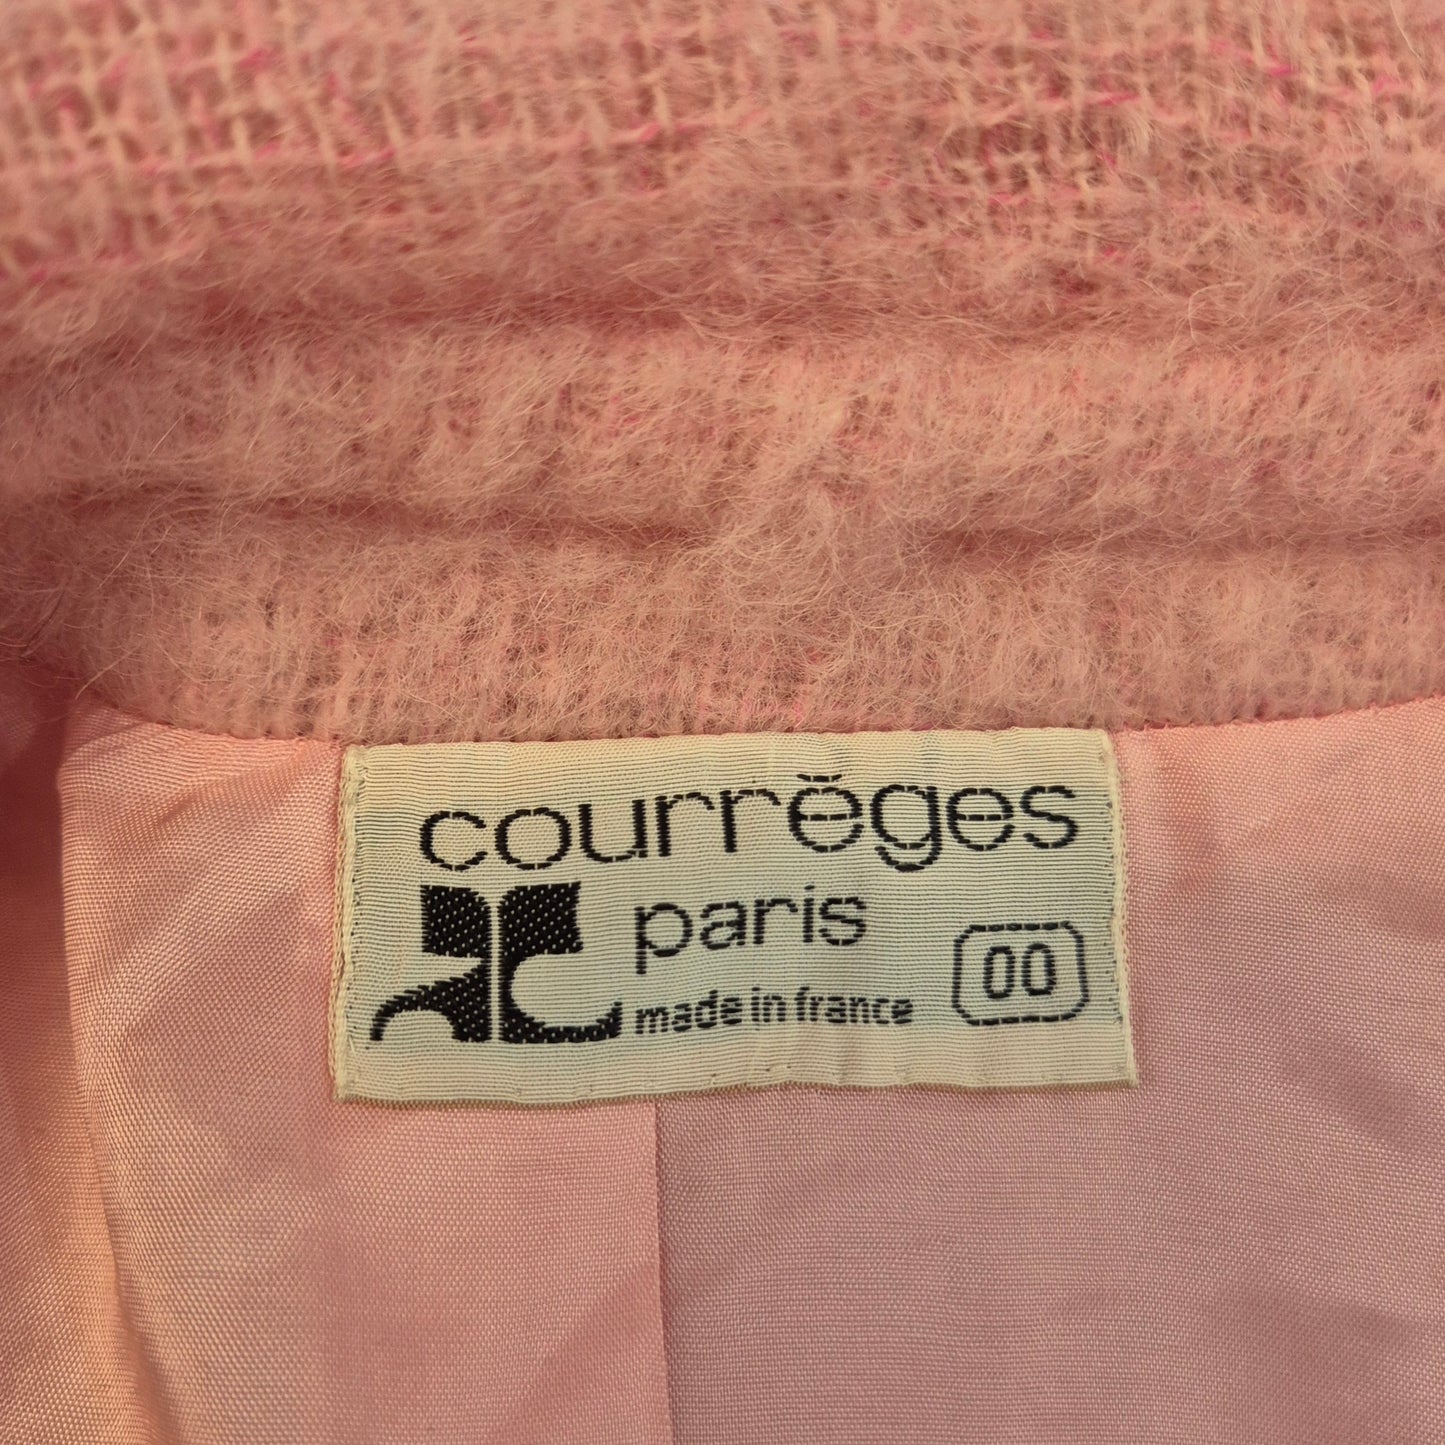 courrèges
paris
made in france
00